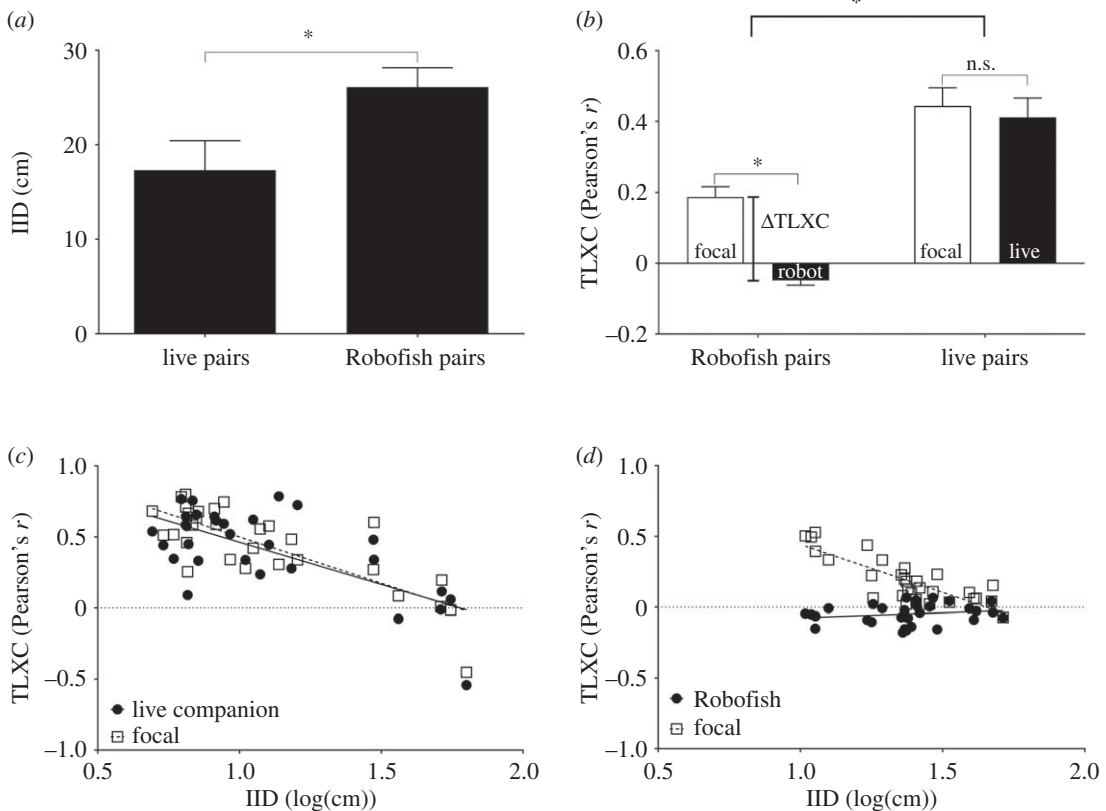 (a)
*
30
20
10
0
IID (cm)
live pairs
Robofish pairs
(b)
*
n.s.
*
0.6
0.4
0.2
0
−0.2
TLXC (Pearson's r)
ΔTLXC
focal
robot
focal
live
Robofish pairs
live pairs
(c)
1.0
0.5
0
−0.5
−1.0
TLXC (Pearson's r)
live companion
focal
0.5
1.0
1.5
2.0
IID (log(cm))
(d)
1.0
0.5
0
−0.5
−1.0
TLXC (Pearson's r)
Robofish
focal
0.5
1.0
1.5
2.0
IID (log(cm))